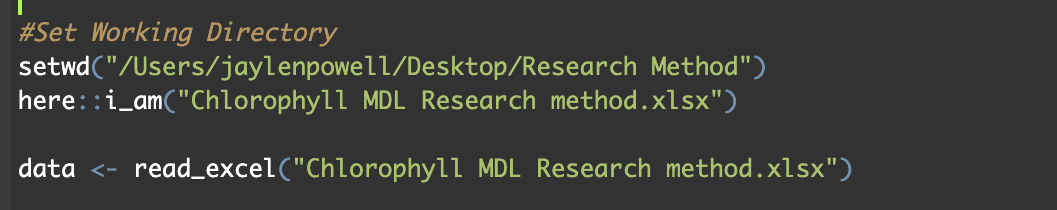 #Set Working Directory
setwd("/Users/jaylenpowell/Desktop/Research Method")
here::i_am("Chlorophyll MDL Research method.xlsx")
data <- read_excel("Chlorophyll MDL Research method.xlsx")